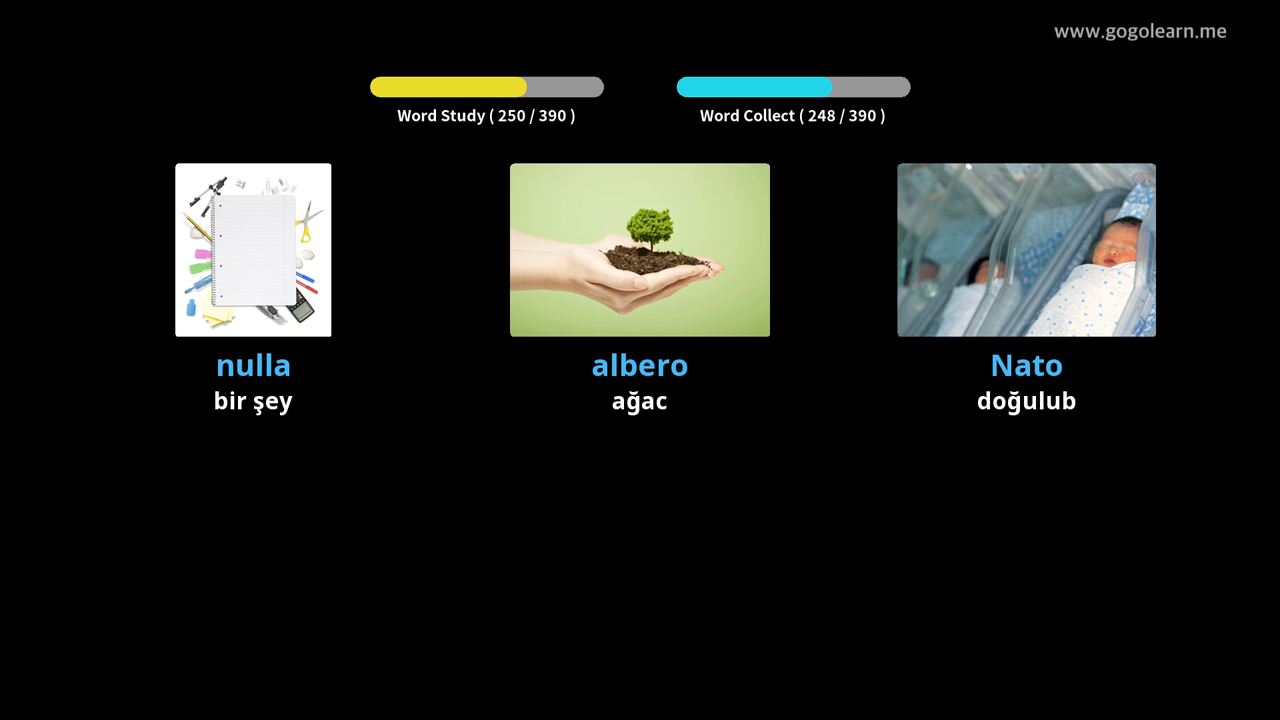 www.gogolearn.me
Word Study ( 250 / 390 )
Word Collect ( 248 / 390 )
nulla
bir şey
albero
ağac
Nato
doğulub